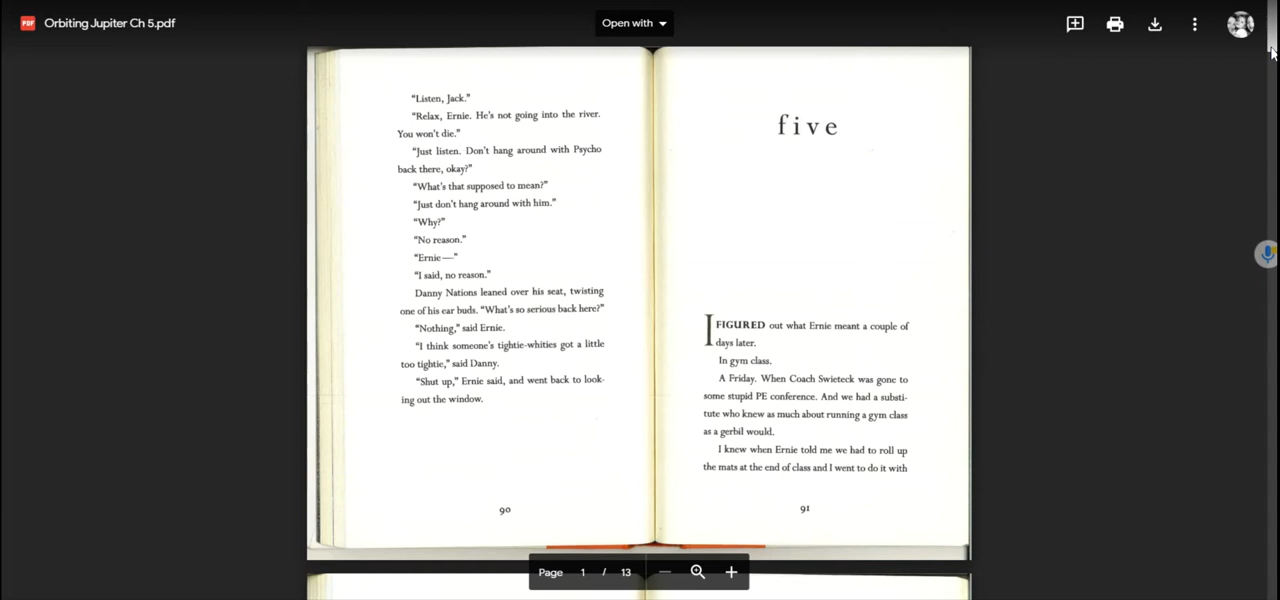 PDF
Orbiting Jupiter Ch 5.pdf
Open with
“Listen, Jack.”
“Relax, Ernie. He’s not going into the river.
You won’t die.”
“Just listen. Don’t hang around with Psycho
back there, okay?”
“What’s that supposed to mean?”
“Just don’t hang around with him.”
“Why?”
“No reason.”
“Ernie—”
“I said, no reason.”
Danny Nations leaned over his seat, twisting
one of his ear buds. “What’s so serious back here?”
“Nothing,” said Ernie.
“I think someone’s tightie-whities got a little
too tightie,” said Danny.
“Shut up,” Ernie said, and went back to look-
ing out the window.
90
five
I FIGURED out what Ernie meant a couple of
days later.
In gym class.
A Friday. When Coach Swieteck was gone to
some stupid PE conference. And we had a substi-
tute who knew as much about running a gym class
as a gerbil would.
I knew when Ernie told me we had to roll up
the mats at the end of class and I went to do it with
91
Page 1 / 13